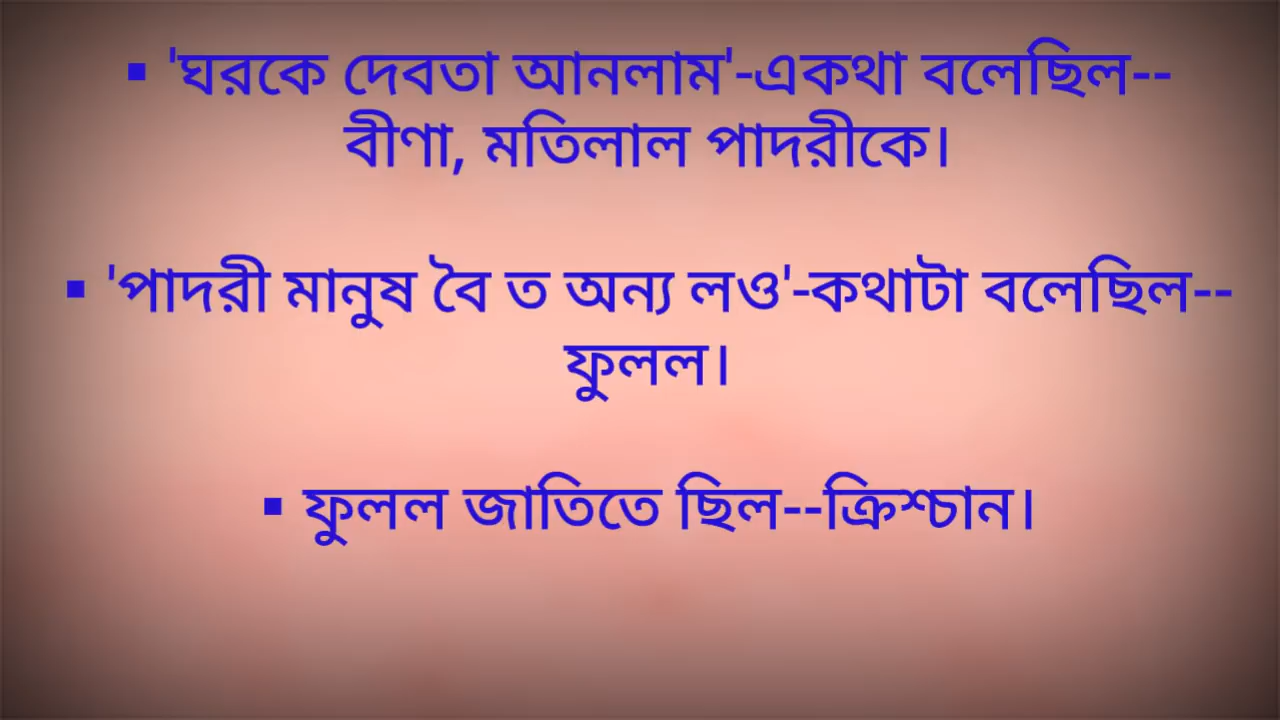 ▪ 'ঘরকে দেবতা আনলাম'-একথা বলেছিল--
বীণা, মতিলাল পাদরীকে।
▪ 'পাদরী মানুষ বৈ ত অন্য লও'-কথাটা বলেছিল--
ফুলল।
▪ ফুলল জাতিতে ছিল--ক্রিশ্চান।